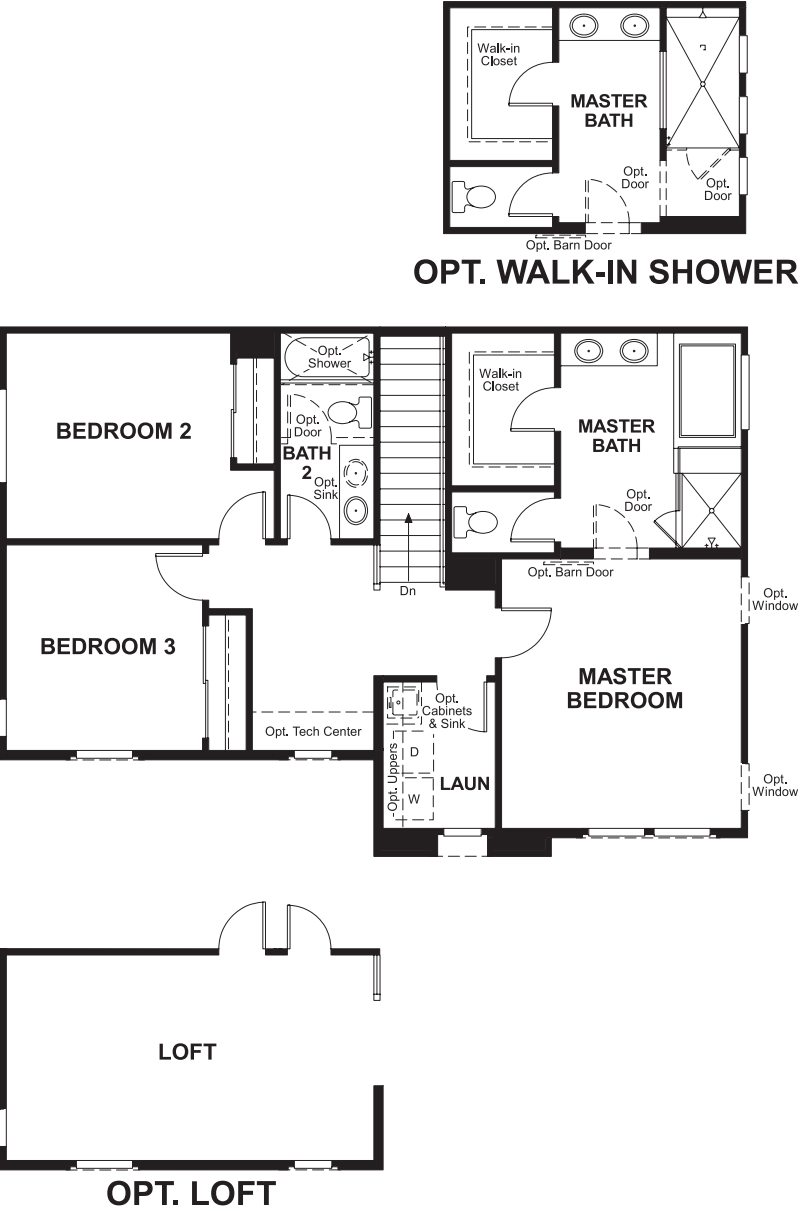 Walk-in
Closet
MASTER
BATH
Opt.
Door
Opt.
Door
Opt. Barn Door
OPT. WALK-IN SHOWER
Opt.
Shower
BEDROOM 2
Opt.
Door
BATH
2
Opt.
Sink
Walk-in
Closet
MASTER
BATH
Opt.
Door
Opt. Barn Door
Dn
Opt.
Window
BEDROOM 3
MASTER
BEDROOM
Opt.
Cabinets
& Sink
Opt. Tech Center
Opt. Uppers
D
W
LAUN
Opt.
Window
LOFT
OPT. LOFT